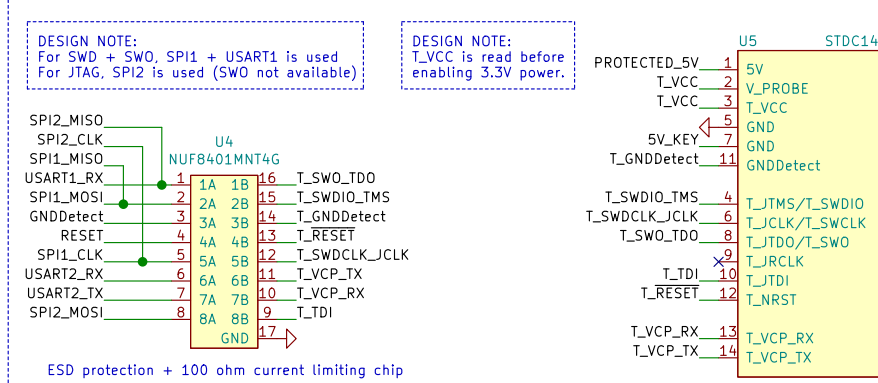 DESIGN NOTE:
For SWD + SWO, SPI1 + USART1 is used
For JTAG, SPI2 is used (SWO not available)
DESIGN NOTE:
T_VCC is read before
enabling 3.3V power.
SPI2_MISO
SPI2_CLK
SPI1_MISO
USART1_RX
SPI1_MOSI
GNDDetect
RESET
SPI1_CLK
USART2_RX
USART2_TX
SPI2_MOSI
U4
NUF8401MNT4G
1 1A 1B 16 T_SWO_TDO
2 2A 2B 15 T_SWDIO_TMS
3 3A 3B 14 T_GNDDetect
4 4A 4B 13 T_RESET
5 5A 5B 12 T_SWDCLK_JCLK
6 6A 6B 11 T_VCP_TX
7 7A 7B 10 T_VCP_RX
8 8A 8B 9 T_TDI
GND 17
ESD protection + 100 ohm current limiting chip
U5 STDC14
PROTECTED_5V 1 5V
T_VCC 2 V_PROBE
T_VCC 3 T_VCC
5 GND
5V_KEY 7 GND
T_GNDDetect 11 GNDDetect
T_SWDIO_TMS 4 T_JTMS/T_SWDIO
T_SWDCLK_JCLK 6 T_JCLK/T_SWCLK
T_SWO_TDO 8 T_JTDO/T_SWO
9 T_JRCLK
T_TDI 10 T_JTDI
T_RESET 12 T_NRST
T_VCP_RX 13 T_VCP_RX
T_VCP_TX 14 T_VCP_TX